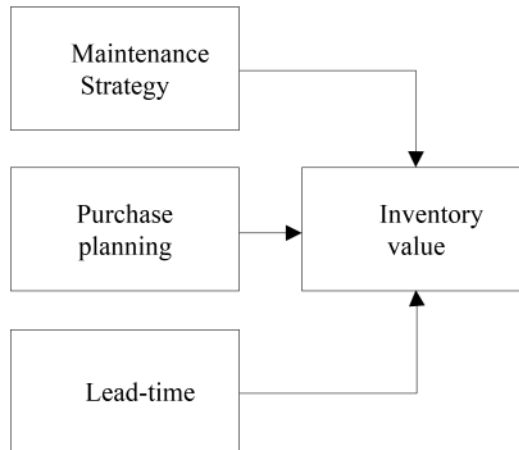 Maintenance
Strategy
Purchase
planning
Inventory
value
Lead-time